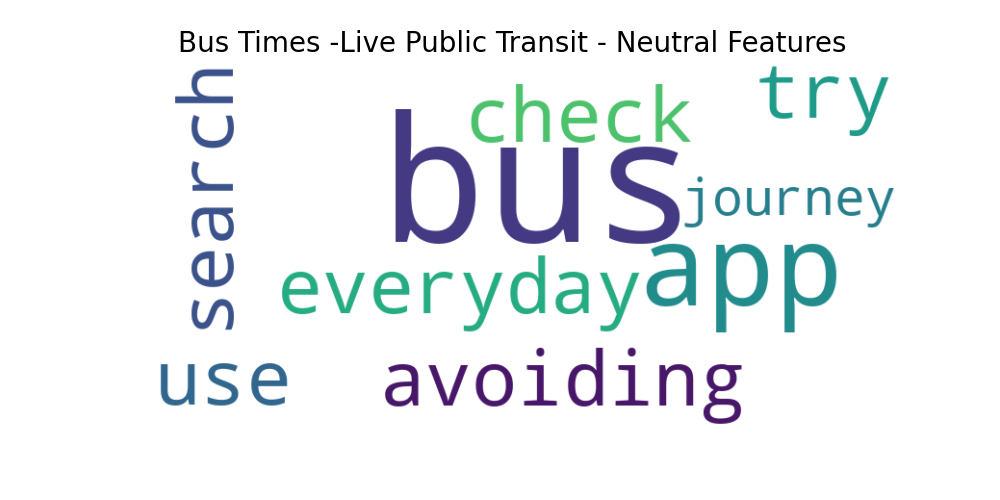 Bus Times -Live Public Transit - Neutral Features
search
check
try
bus
journey
app
everyday
use
avoiding